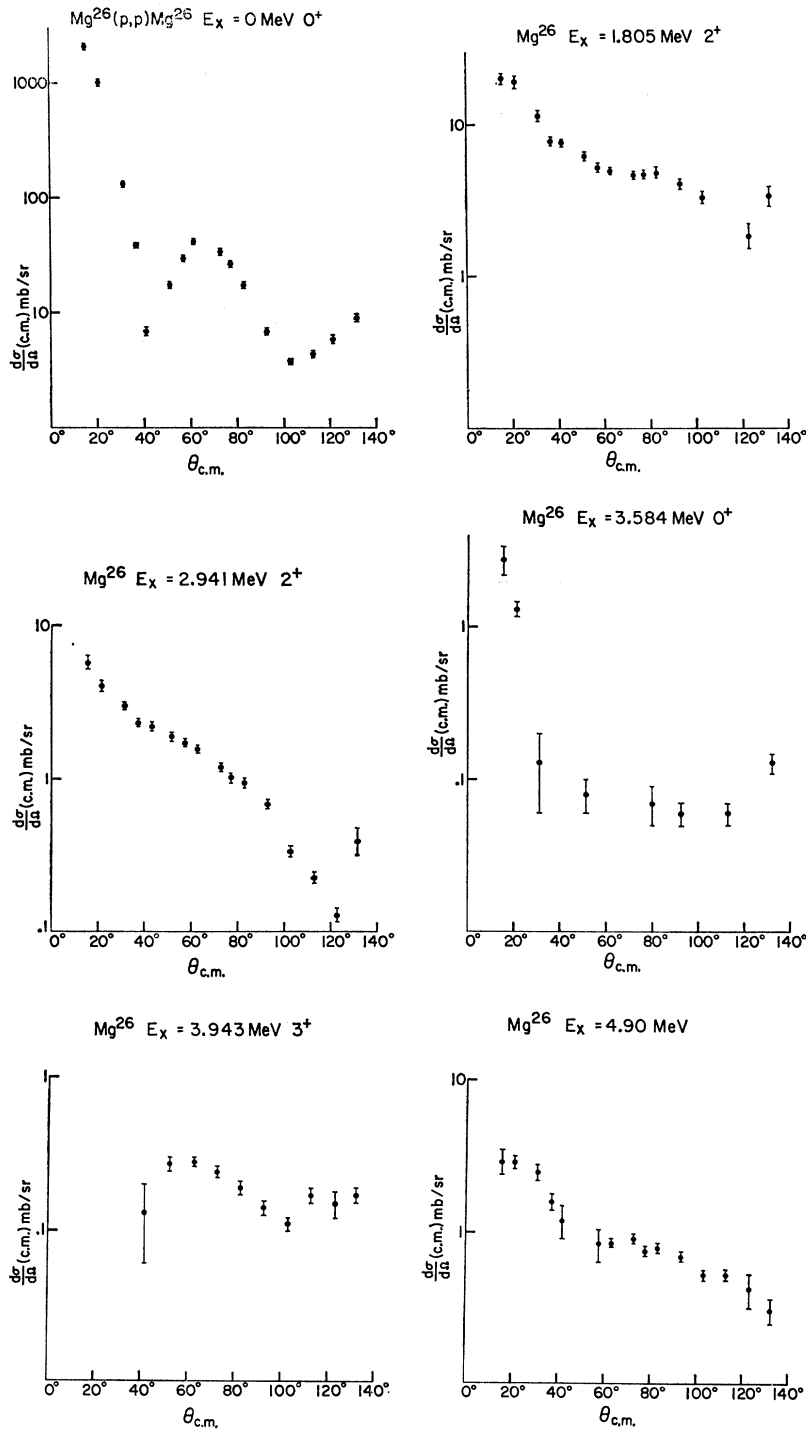 Mg²⁶(p,p)Mg²⁶ Eₓ = 0 MeV 0⁺
1000
100
10
dσ/dΩ (c.m.) mb/sr
0° 20° 40° 60° 80° 100° 120° 140°
θc.m.
Mg²⁶ Eₓ = 1.805 MeV 2⁺
10
1
dσ/dΩ (c.m.) mb/sr
0° 20° 40° 60° 80° 100° 120° 140°
θc.m.
Mg²⁶ Eₓ = 2.941 MeV 2⁺
10
1
.1
dσ/dΩ (c.m.) mb/sr
0° 20° 40° 60° 80° 100° 120° 140°
θc.m.
Mg²⁶ Eₓ = 3.584 MeV 0⁺
1
.1
dσ/dΩ (c.m.) mb/sr
0° 20° 40° 60° 80° 100° 120° 140°
θc.m.
Mg²⁶ Eₓ = 3.943 MeV 3⁺
1
.1
dσ/dΩ (c.m.) mb/sr
0° 20° 40° 60° 80° 100° 120° 140°
θc.m.
Mg²⁶ Eₓ = 4.90 MeV
10
1
dσ/dΩ (c.m.) mb/sr
0° 20° 40° 60° 80° 100° 120° 140°
θc.m.